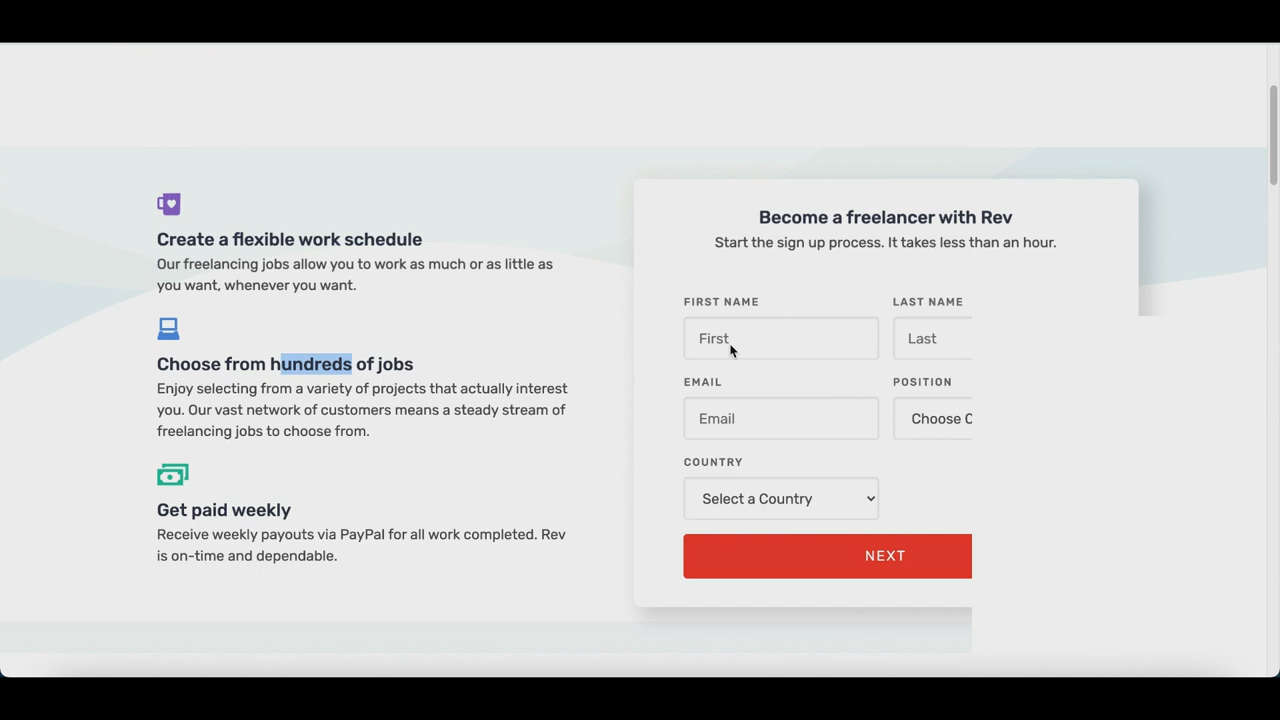 Create a flexible work schedule
Our freelancing jobs allow you to work as much or as little as
you want, whenever you want.
Choose from hundreds of jobs
Enjoy selecting from a variety of projects that actually interest
you. Our vast network of customers means a steady stream of
freelancing jobs to choose from.
Get paid weekly
Receive weekly payouts via PayPal for all work completed. Rev
is on-time and dependable.
Become a freelancer with Rev
Start the sign up process. It takes less than an hour.
FIRST NAME LAST NAME
First Last
EMAIL POSITION
Email Choose
COUNTRY
Select a Country
NEXT